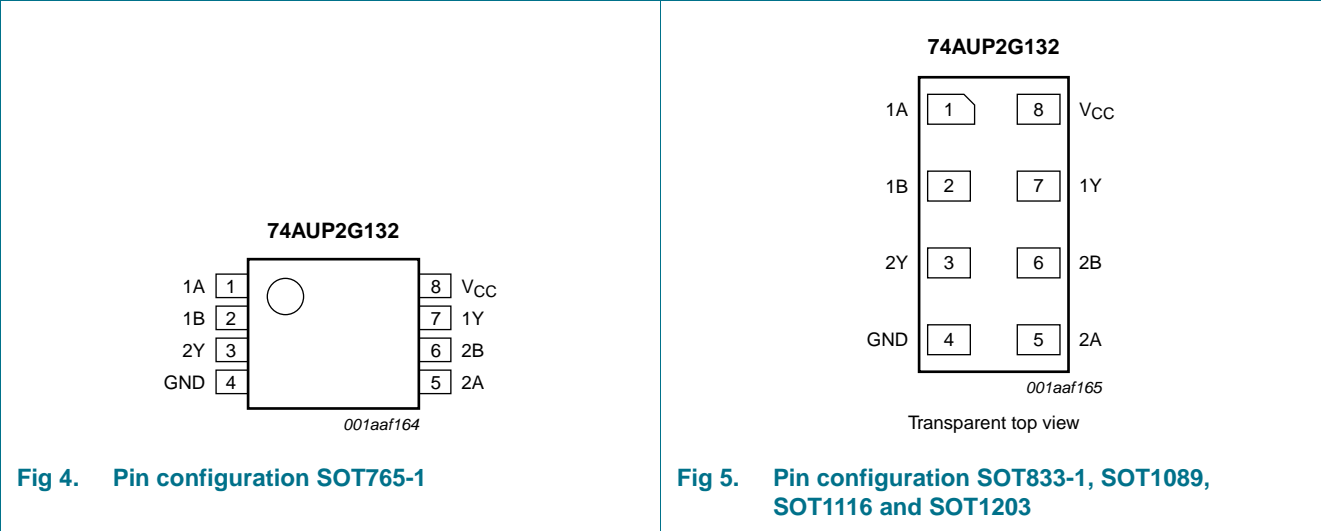 74AUP2G132
1A 1 8 VCC
1B 2 7 1Y
2Y 3 6 2B
GND 4 5 2A
001aaf164
Fig 4. Pin configuration SOT765-1
74AUP2G132
1A 1 8 VCC
1B 2 7 1Y
2Y 3 6 2B
GND 4 5 2A
001aaf165
Transparent top view
Fig 5. Pin configuration SOT833-1, SOT1089,
SOT1116 and SOT1203